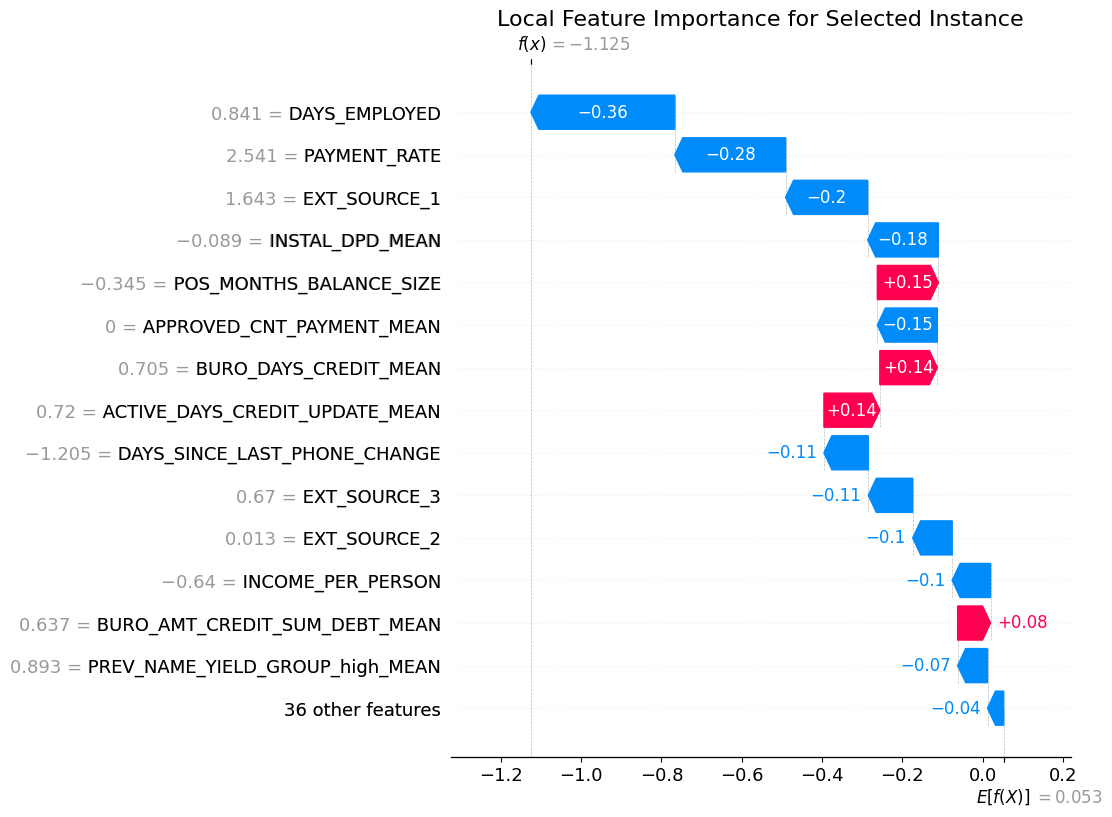 Local Feature Importance for Selected Instance
f(x) = −1.125
0.841 = DAYS_EMPLOYED −0.36
2.541 = PAYMENT_RATE −0.28
1.643 = EXT_SOURCE_1 −0.2
−0.089 = INSTAL_DPD_MEAN −0.18
−0.345 = POS_MONTHS_BALANCE_SIZE +0.15
0 = APPROVED_CNT_PAYMENT_MEAN −0.15
0.705 = BURO_DAYS_CREDIT_MEAN +0.14
0.72 = ACTIVE_DAYS_CREDIT_UPDATE_MEAN +0.14
−1.205 = DAYS_SINCE_LAST_PHONE_CHANGE −0.11
0.67 = EXT_SOURCE_3 −0.11
0.013 = EXT_SOURCE_2 −0.1
−0.64 = INCOME_PER_PERSON −0.1
0.637 = BURO_AMT_CREDIT_SUM_DEBT_MEAN +0.08
0.893 = PREV_NAME_YIELD_GROUP_high_MEAN −0.07
36 other features −0.04
−1.2 −1.0 −0.8 −0.6 −0.4 −0.2 0.0 0.2
E[f(X)] = 0.053